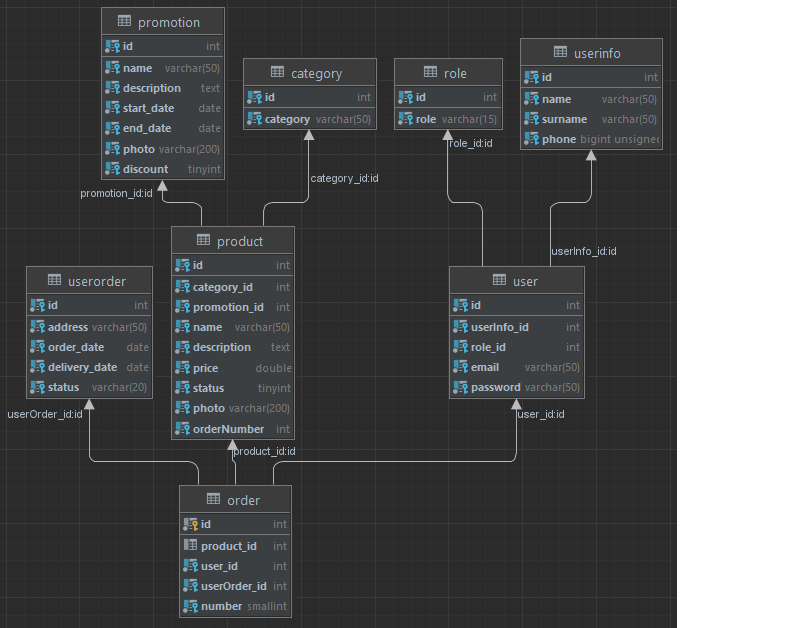 promotion
id int
name varchar(50)
description text
start_date date
end_date date
photo varchar(200)
discount tinyint
category
id int
category varchar(50)
role
id int
role varchar(15)
userinfo
id int
name varchar(50)
surname varchar(50)
phone bigint unsigned
promotion_id:id
category_id:id
role_id:id
userInfo_id:id
userorder
id int
address varchar(50)
order_date date
delivery_date date
status varchar(20)
product
id int
category_id int
promotion_id int
name varchar(50)
description text
price double
status tinyint
photo varchar(200)
orderNumber int
user
id int
userInfo_id int
role_id int
email varchar(50)
password varchar(50)
userOrder_id:id
product_id:id
user_id:id
order
id int
product_id int
user_id int
userOrder_id int
number smallint